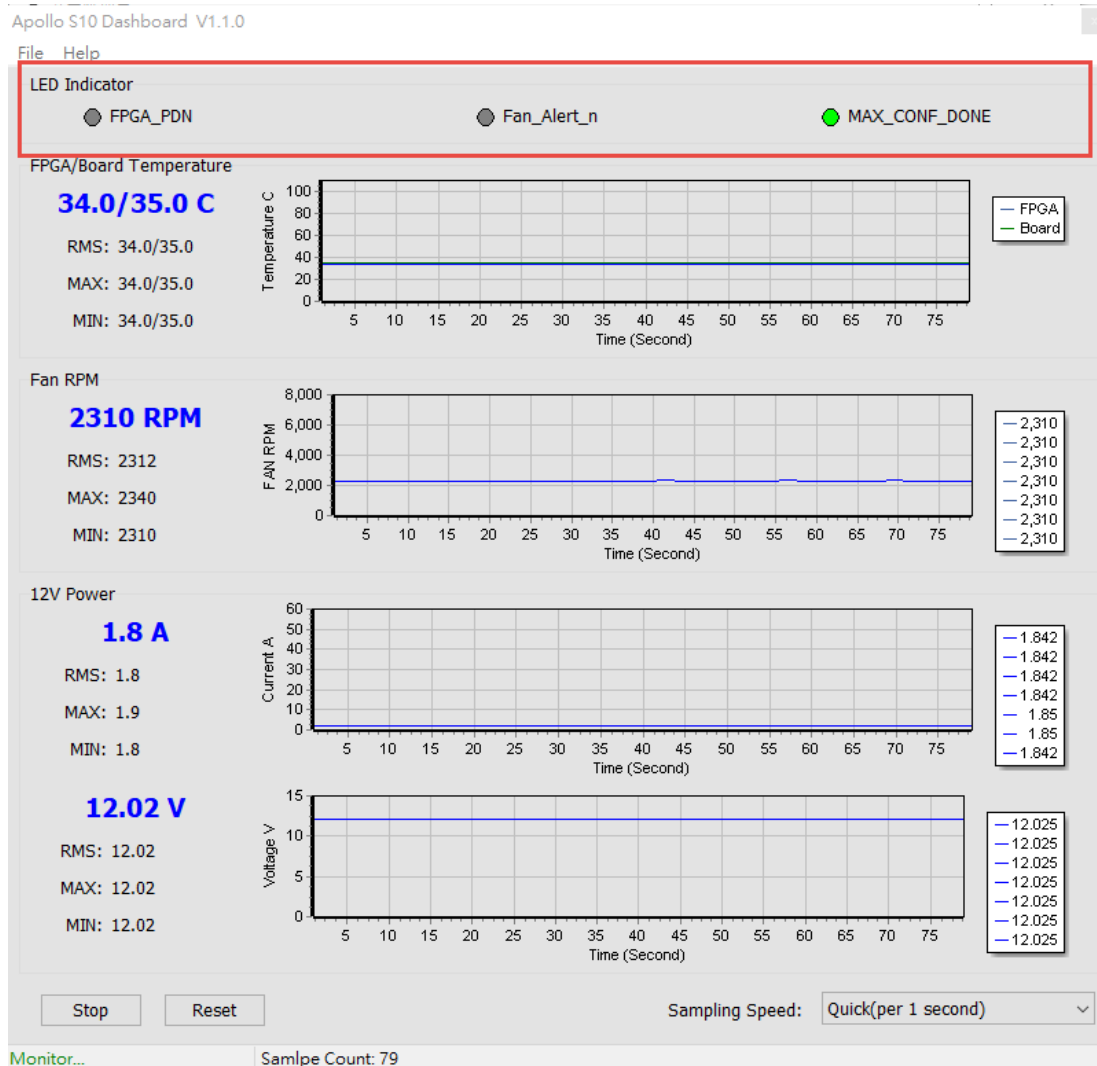 Apollo S10 Dashboard V1.1.0
File Help
LED Indicator
FPGA_PDN Fan_Alert_n MAX_CONF_DONE
FPGA/Board Temperature
34.0/35.0 C
RMS: 34.0/35.0
MAX: 34.0/35.0
MIN: 34.0/35.0
Temperature C
100
80
60
40
20
0
5 10 15 20 25 30 35 40 45 50 55 60 65 70 75
Time (Second)
FPGA
Board
Fan RPM
2310 RPM
RMS: 2312
MAX: 2340
MIN: 2310
FAN RPM
8,000
6,000
4,000
2,000
0
5 10 15 20 25 30 35 40 45 50 55 60 65 70 75
Time (Second)
2,310
2,310
2,310
2,310
2,310
2,310
2,310
12V Power
1.8 A
RMS: 1.8
MAX: 1.9
MIN: 1.8
Current A
60
50
40
30
20
10
0
5 10 15 20 25 30 35 40 45 50 55 60 65 70 75
Time (Second)
1.842
1.842
1.842
1.842
1.85
1.85
1.842
12.02 V
RMS: 12.02
MAX: 12.02
MIN: 12.02
Voltage V
15
10
5
0
5 10 15 20 25 30 35 40 45 50 55 60 65 70 75
Time (Second)
12.025
12.025
12.025
12.025
12.025
12.025
12.025
Stop Reset Sampling Speed: Quick(per 1 second)
Monitor... Samlpe Count: 79